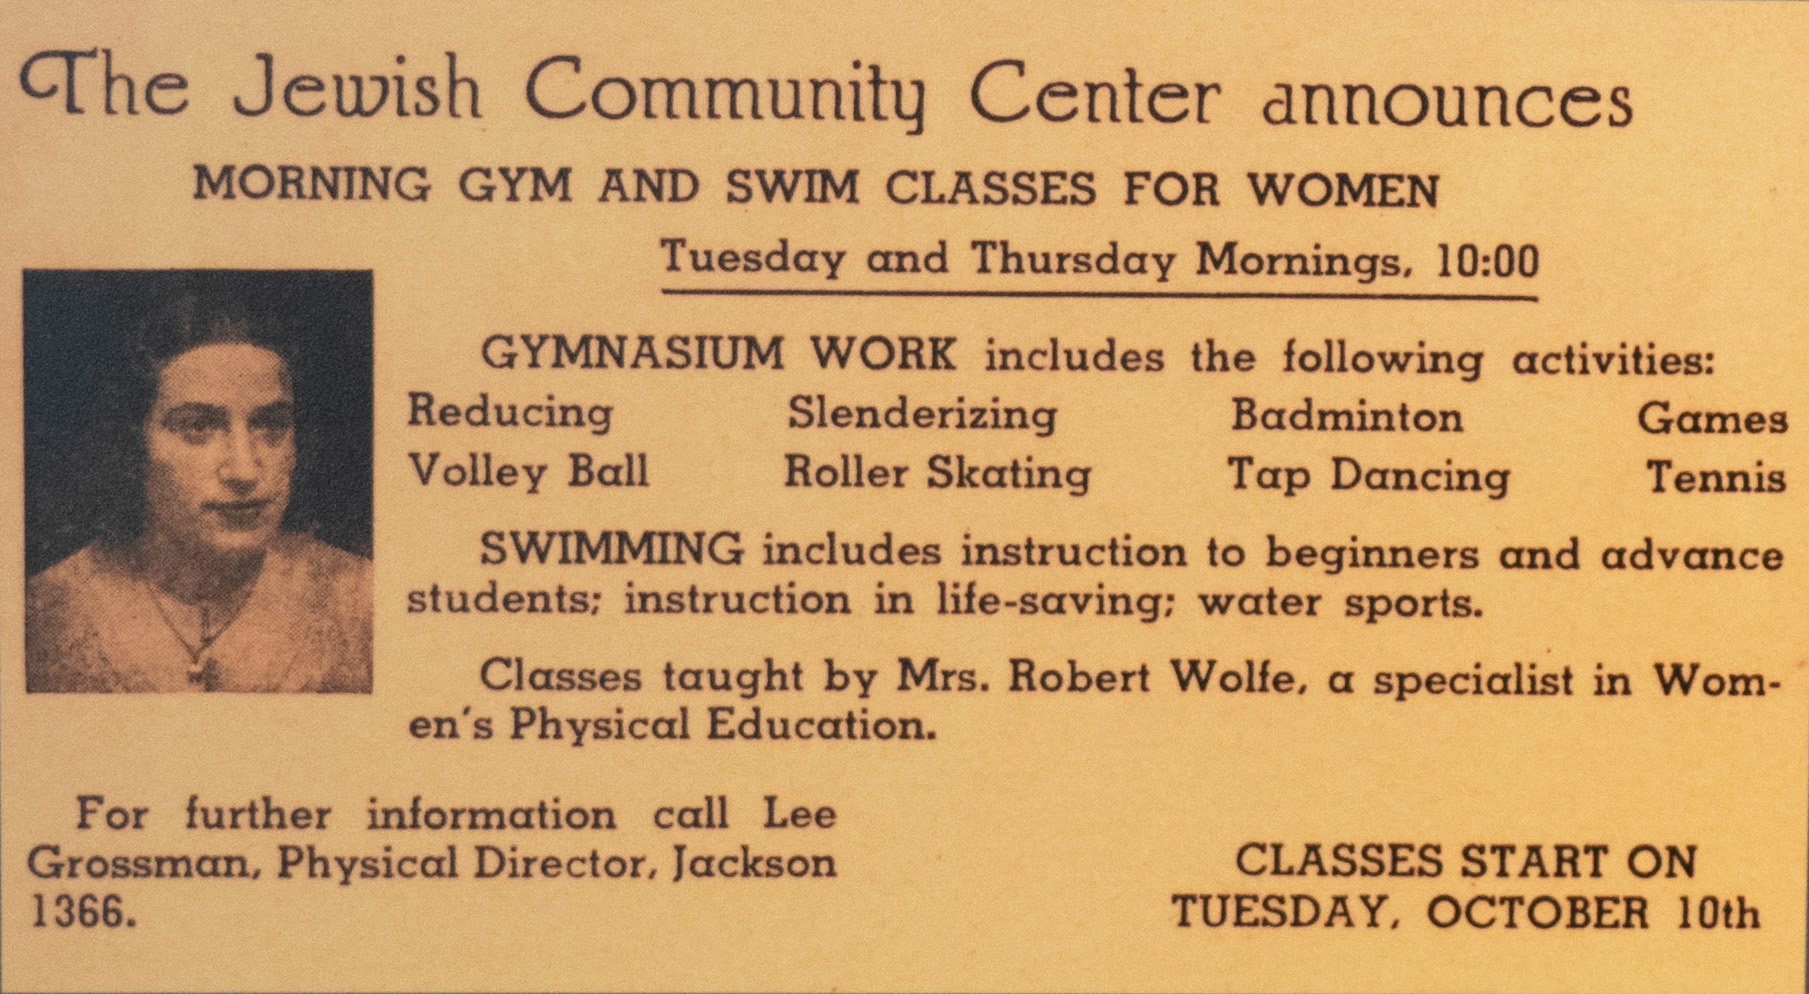 The Jewish Community Center announces
MORNING GYM AND SWIM CLASSES FOR WOMEN
Tuesday and Thursday Mornings, 10:00
GYMNASIUM WORK includes the following activities:
Reducing Slenderizing Badminton Games
Volley Ball Roller Skating Tap Dancing Tennis
SWIMMING includes instruction to beginners and advance
students; instruction in life-saving; water sports.
Classes taught by Mrs. Robert Wolfe, a specialist in Wom-
en's Physical Education.
For further information call Lee
Grossman, Physical Director, Jackson
1366.
CLASSES START ON
TUESDAY, OCTOBER 10th